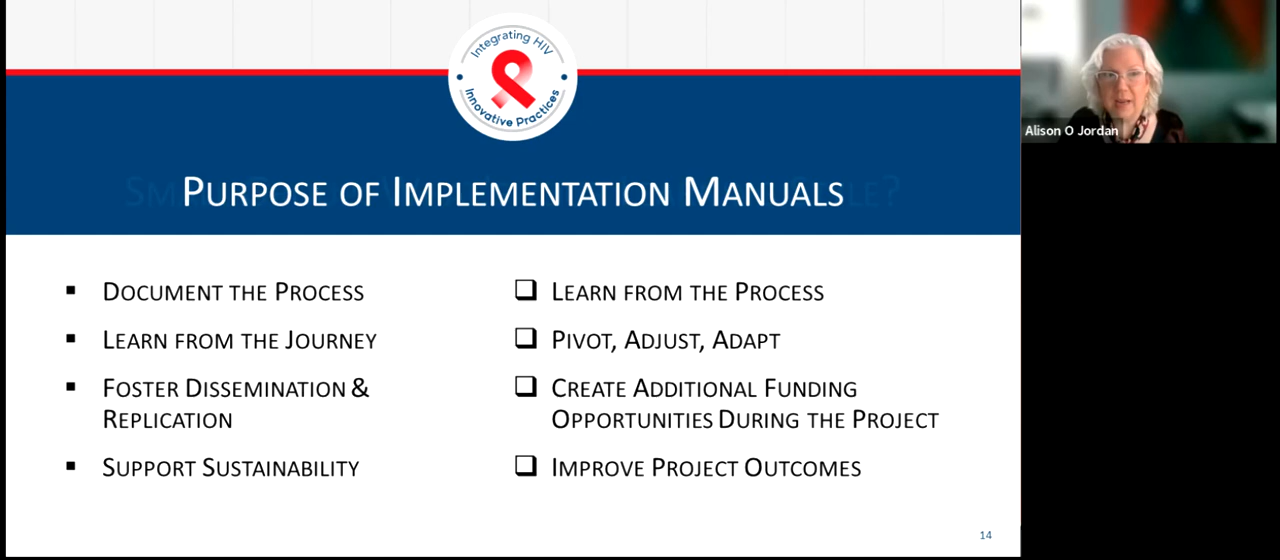 Integrating HIV
Innovative Practices
Alison O Jordan
PURPOSE OF IMPLEMENTATION MANUALS
▪ DOCUMENT THE PROCESS
▪ LEARN FROM THE JOURNEY
▪ FOSTER DISSEMINATION &
REPLICATION
▪ SUPPORT SUSTAINABILITY
❑ LEARN FROM THE PROCESS
❑ PIVOT, ADJUST, ADAPT
❑ CREATE ADDITIONAL FUNDING
OPPORTUNITIES DURING THE PROJECT
❑ IMPROVE PROJECT OUTCOMES
14